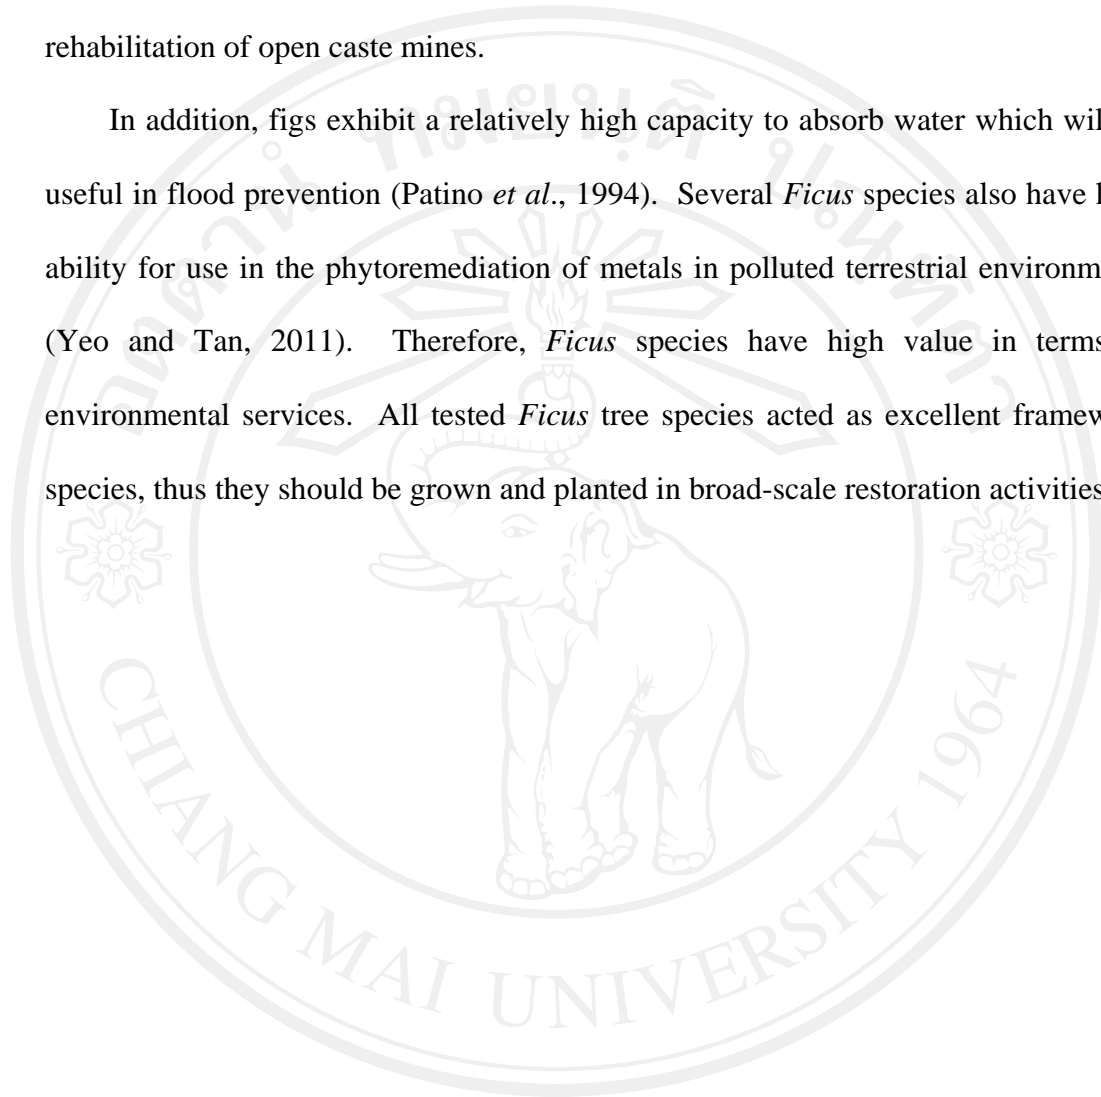 rehabilitation of open caste mines.
In addition, figs exhibit a relatively high capacity to absorb water which wil
useful in flood prevention (Patino et al., 1994). Several Ficus species also have
ability for use in the phytoremediation of metals in polluted terrestrial environm
(Yeo and Tan, 2011). Therefore, Ficus species have high value in terms
environmental services. All tested Ficus tree species acted as excellent framew
species, thus they should be grown and planted in broad-scale restoration activities
CHIANG MAI UNIVERSITY 1964